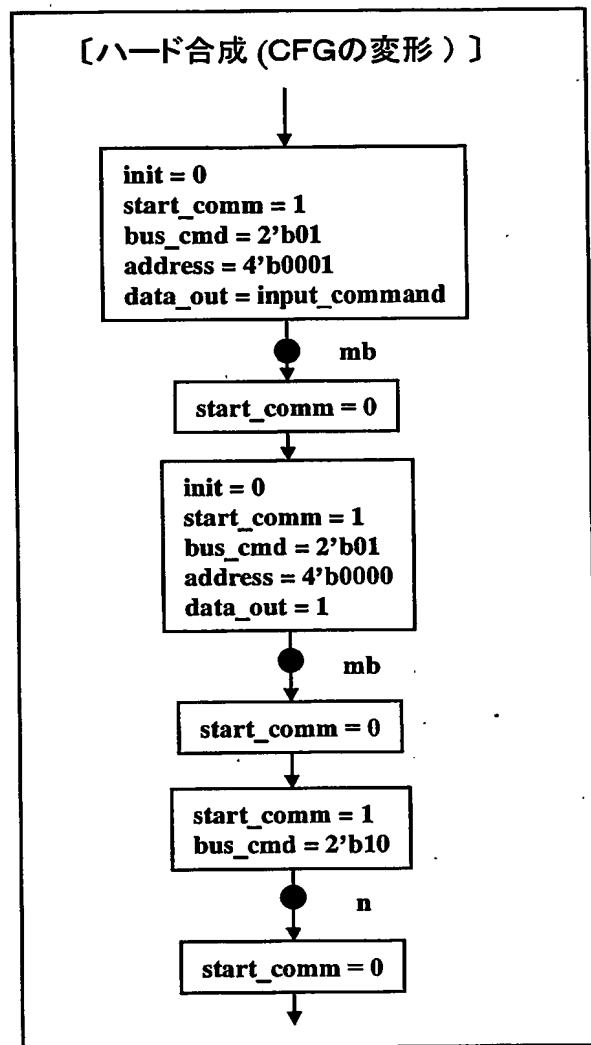 〔ハード合成 (CFGの変形 ) 〕
init = 0
start_comm = 1
bus_cmd = 2’b01
address = 4’b0001
data_out = input_command
mb
start_comm = 0
init = 0
start_comm = 1
bus_cmd = 2’b01
address = 4’b0000
data_out = 1
mb
start_comm = 0
start_comm = 1
bus_cmd = 2’b10
n
start_comm = 0